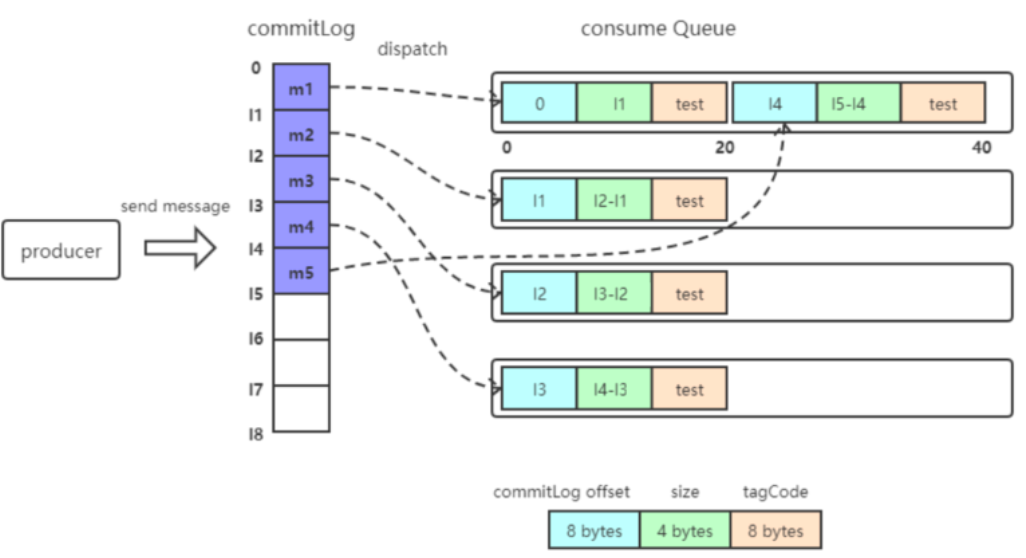 commitLog
consume Queue
dispatch
0
m1
0
l1
test
l4
l5-l4
test
l1
0
20
40
m2
l2
m3
l1
l2-l1
test
send message
l3
m4
producer
l4
m5
l2
l3-l2
test
l5
l6
l7
l3
l4-l3
test
l8
commitLog offset
size
tagCode
8 bytes
4 bytes
8 bytes